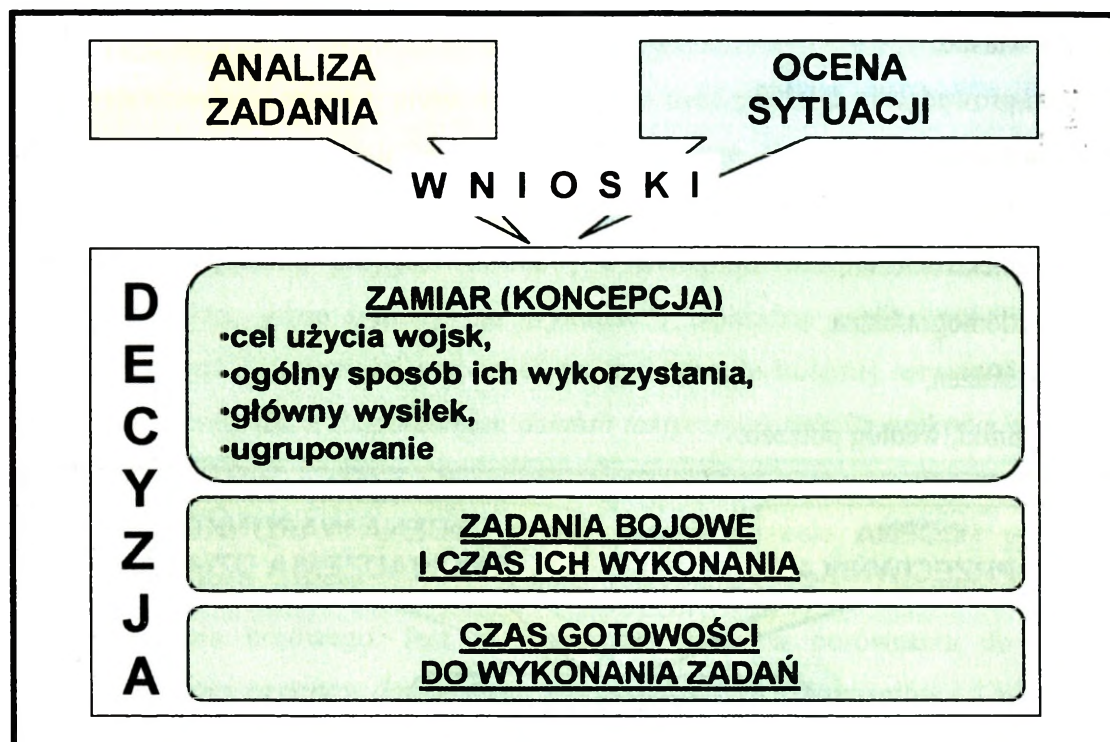 ANALIZA
ZADANIA
OCENA
SYTUACJI
W N I O S K I
D
E
C
Y
Z
J
A
ZAMIAR (KONCEPCJA)
•cel użycia wojsk,
•ogólny sposób ich wykorzystania,
•główny wysiłek,
•ugrupowanie
ZADANIA BOJOWE
I CZAS ICH WYKONANIA
CZAS GOTOWOŚCI
DO WYKONANIA ZADAŃ